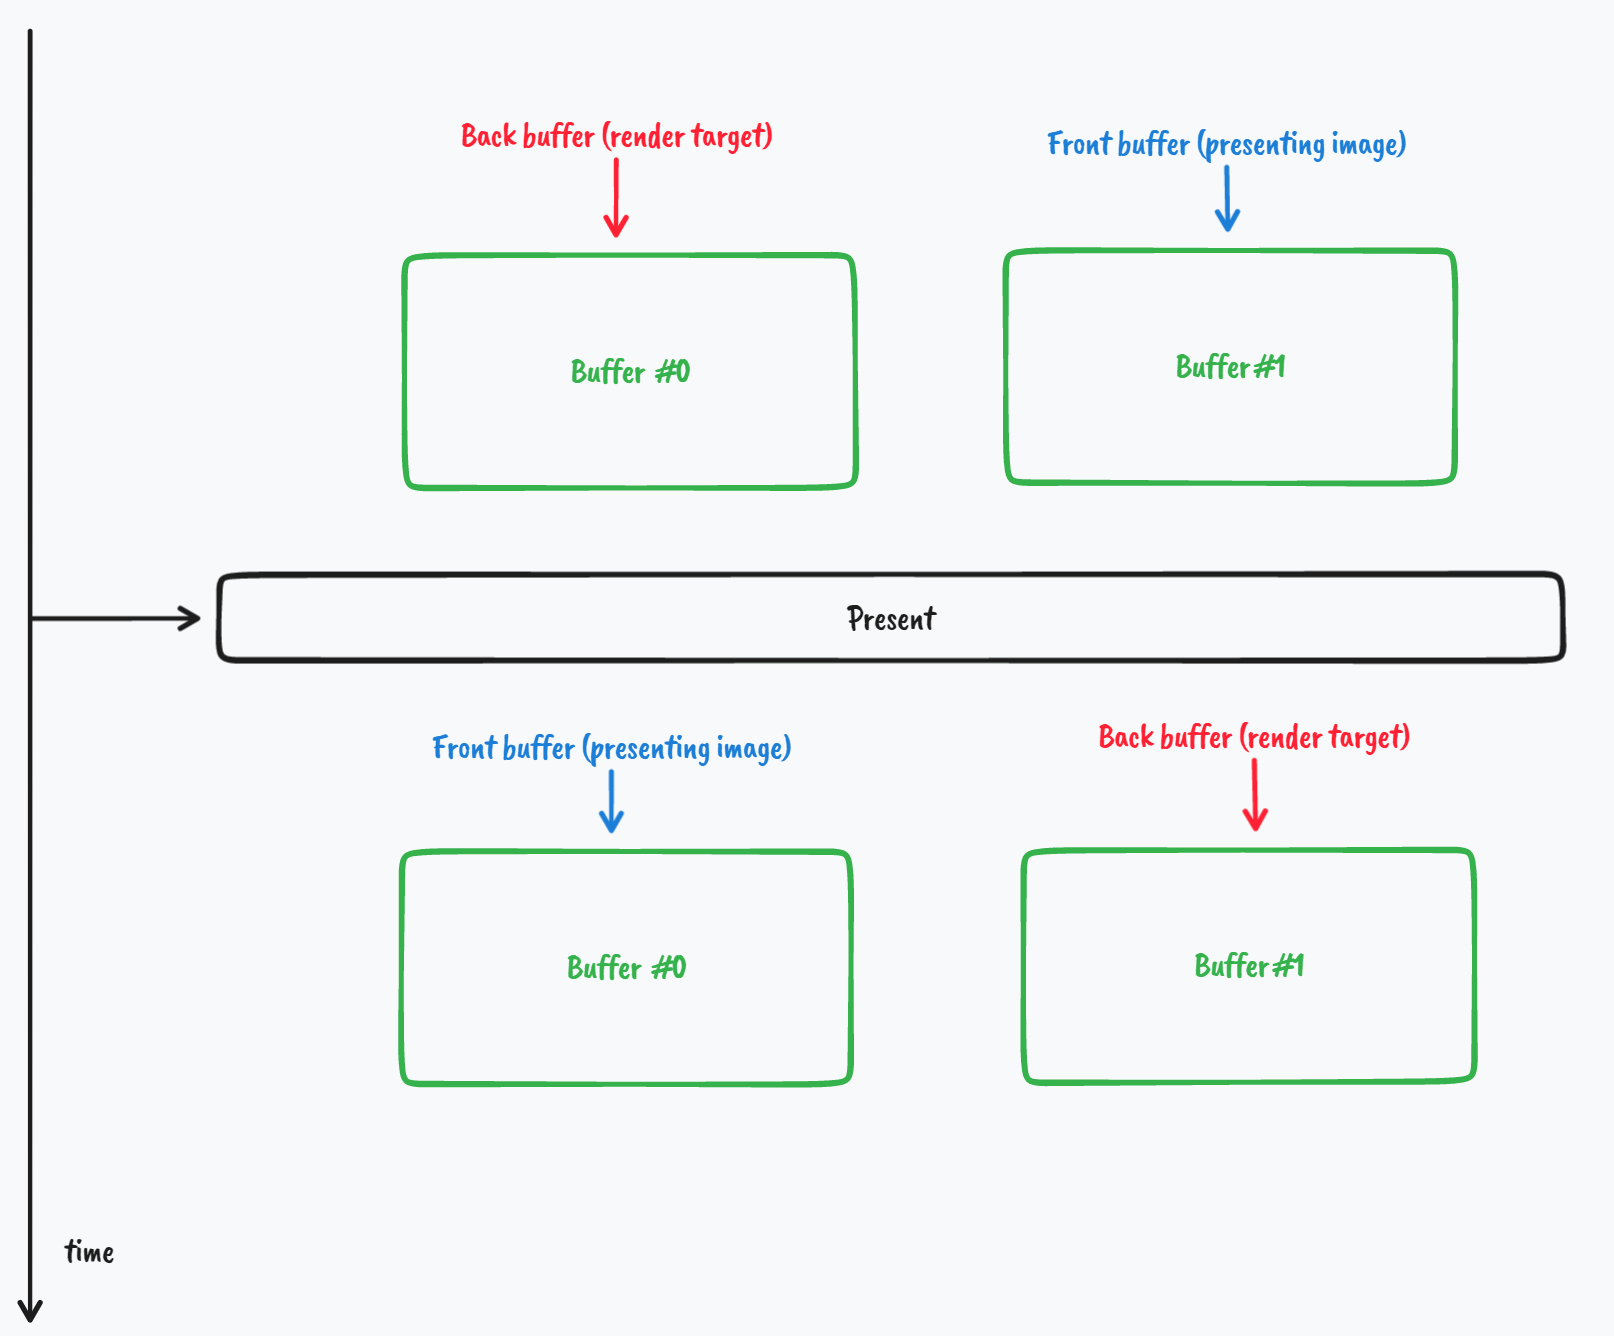 Back buffer (render target)
Front buffer (presenting image)
Buffer #0
Buffer #1
Present
Front buffer (presenting image)
Back buffer (render target)
Buffer #0
Buffer #1
time